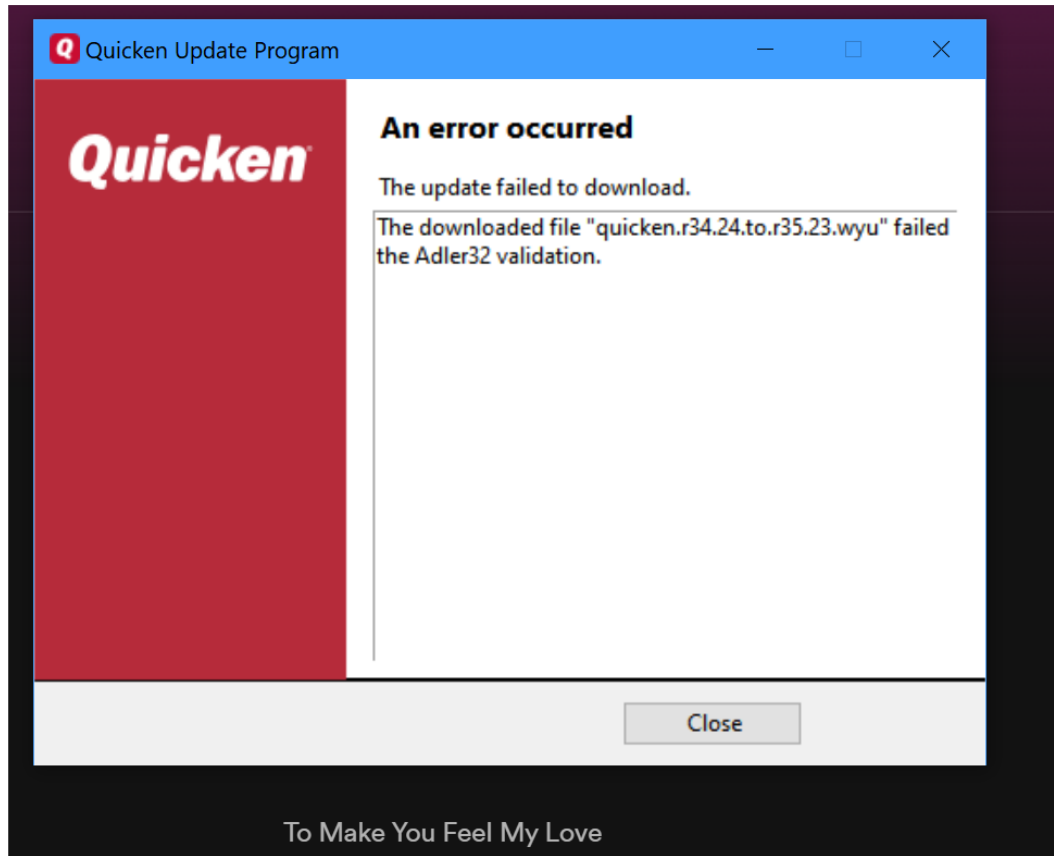 Quicken Update Program
Quicken
An error occurred
The update failed to download.
The downloaded file "quicken.r34.24.to.r35.23.wyu" failed
the Adler32 validation.
Close
To Make You Feel My Love